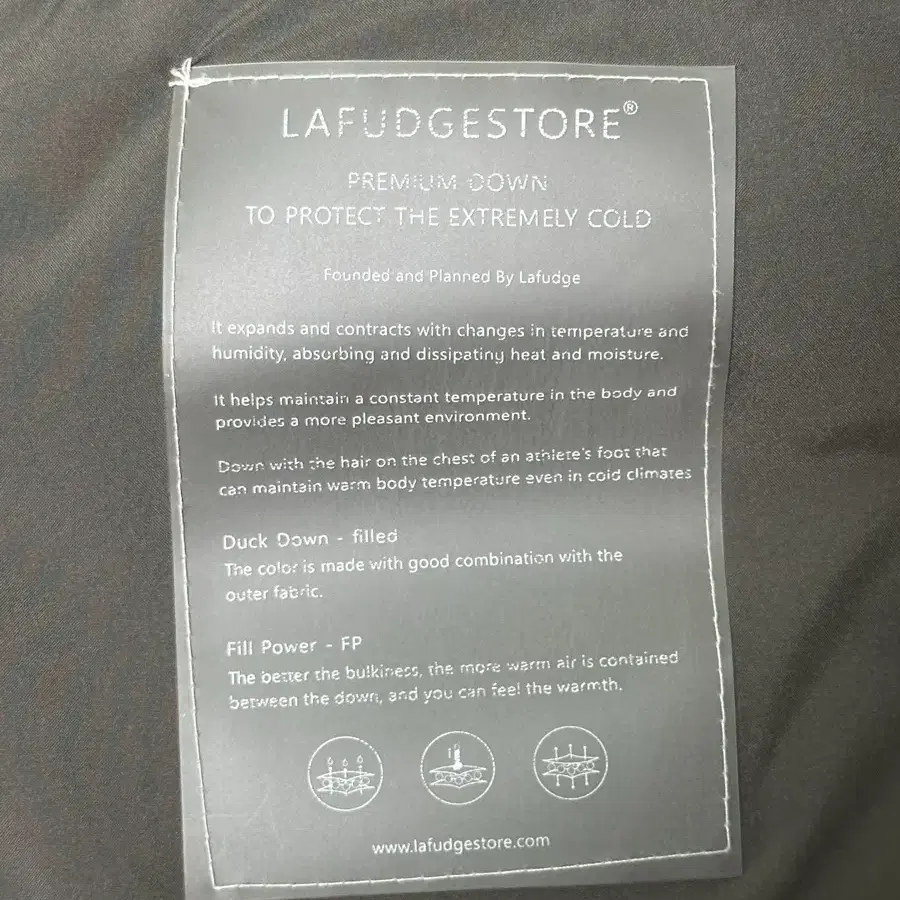 LAFUDGESTORE®
PREMIUM DOWN
TO PROTECT THE EXTREMELY COLD
Founded and Planned By Lafudge
It expands and contracts with changes in temperature and
humidity, absorbing and dissipating heat and moisture.
It helps maintain a constant temperature in the body and
provides a more pleasant environment.
Down with the hair on the chest of an athlete's foot that
can maintain warm body temperature even in cold climates
Duck Down - filled
The color is made with good combination with the
outer fabric.
Fill Power - FP
The better the bulkiness, the more warm air is contained
between the down, and you can feel the warmth.
www.lafudgestore.com